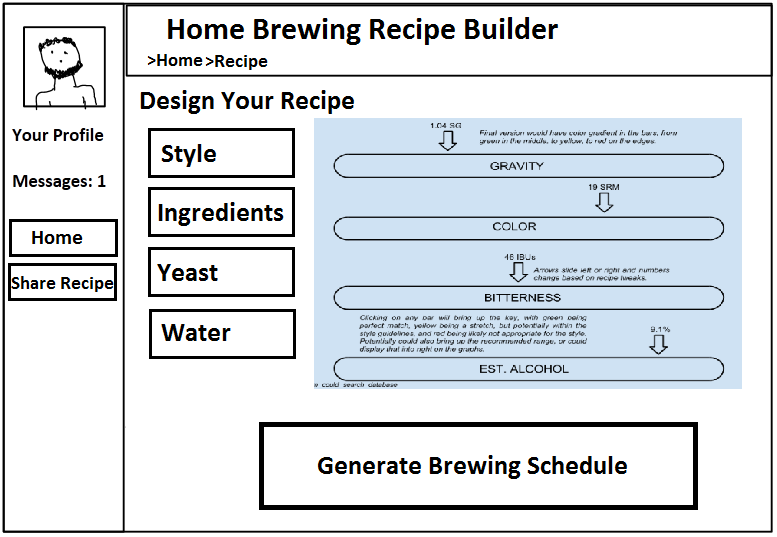 Home Brewing Recipe Builder
>Home >Recipe
Your Profile
Messages: 1
Home
Share Recipe
Design Your Recipe
Style
Ingredients
Yeast
Water
1.04 SG
Final version would have color gradient in the bars, from
green in the middle, to yellow, to red on the edges.
GRAVITY
19 SRM
COLOR
46 IBUs
Arrows slide left or right and numbers
change based on recipe tweaks.
BITTERNESS
Clicking on any bar will bring up the key, with green being
perfect match, yellow being a stretch, but potentially within the
style guidelines, and red being likely not appropriate for the style.
Potentially could also bring up the recommended range, or could
display that into right on the graphs.
9.1%
EST. ALCOHOL
could search database
Generate Brewing Schedule